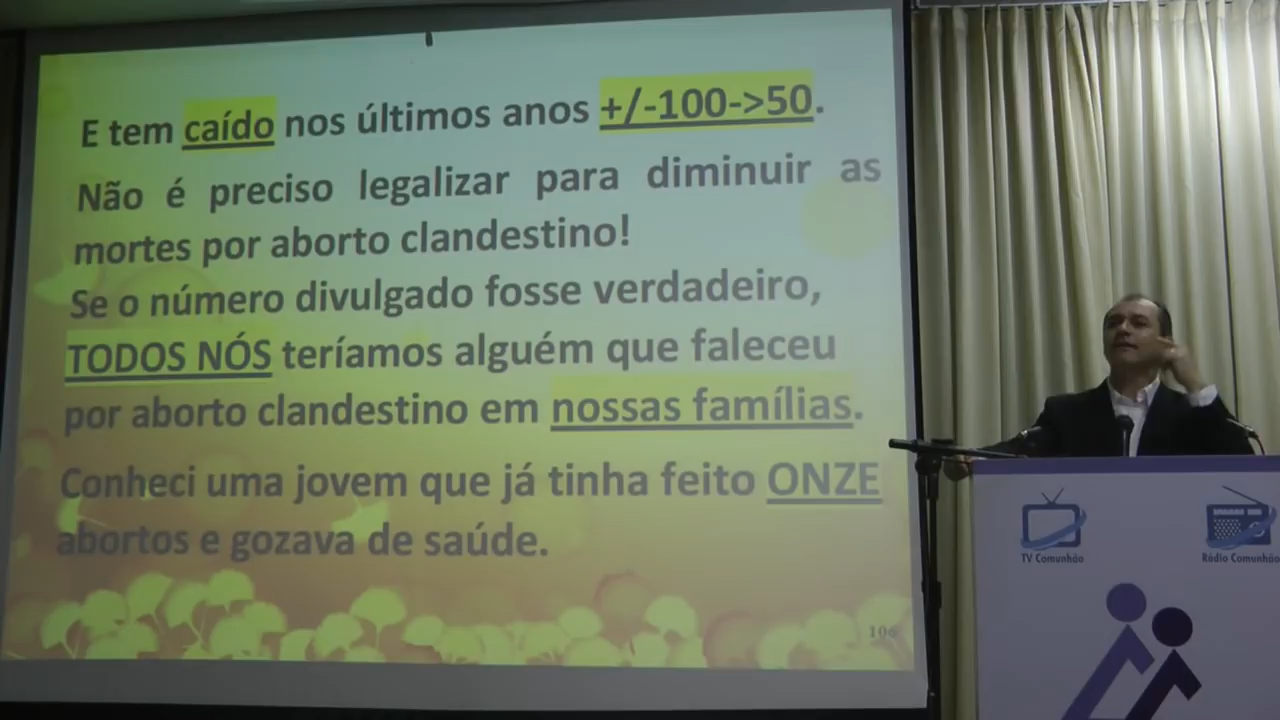 E tem caído nos últimos anos +/-100->50.
Não é preciso legalizar para diminuir as
mortes por aborto clandestino!
Se o número divulgado fosse verdadeiro,
TODOS NÓS teríamos alguém que faleceu
por aborto clandestino em nossas famílias.
Conheci uma jovem que já tinha feito ONZE
abortos e gozava de saúde.
106
TV Comunhão
Rádio Comunhão